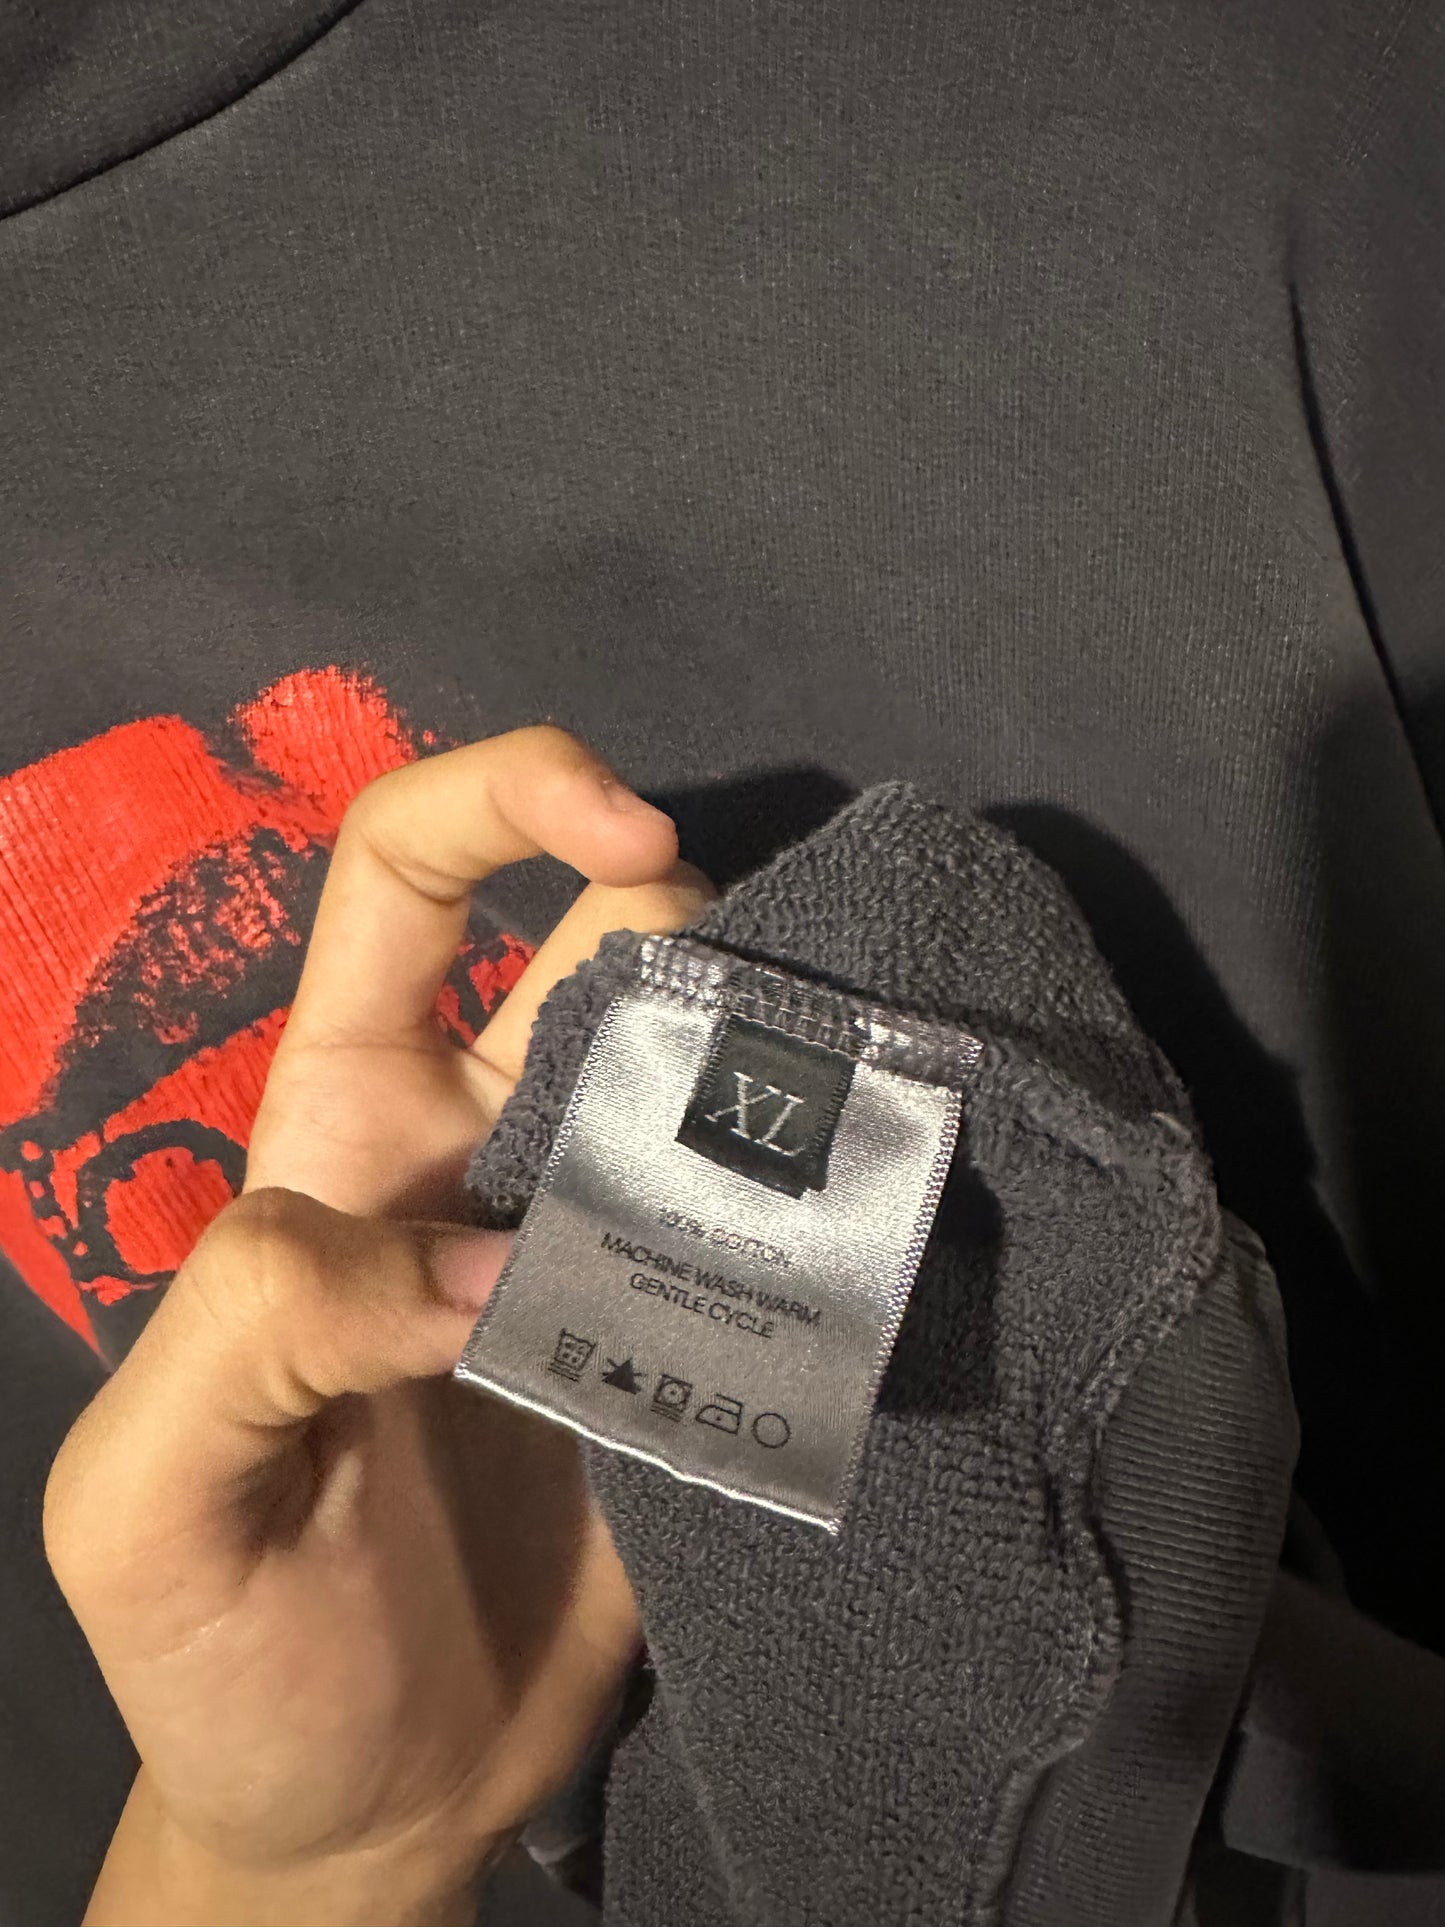 XL
100% COTTON
MACHINE WASH WARM
GENTLE CYCLE